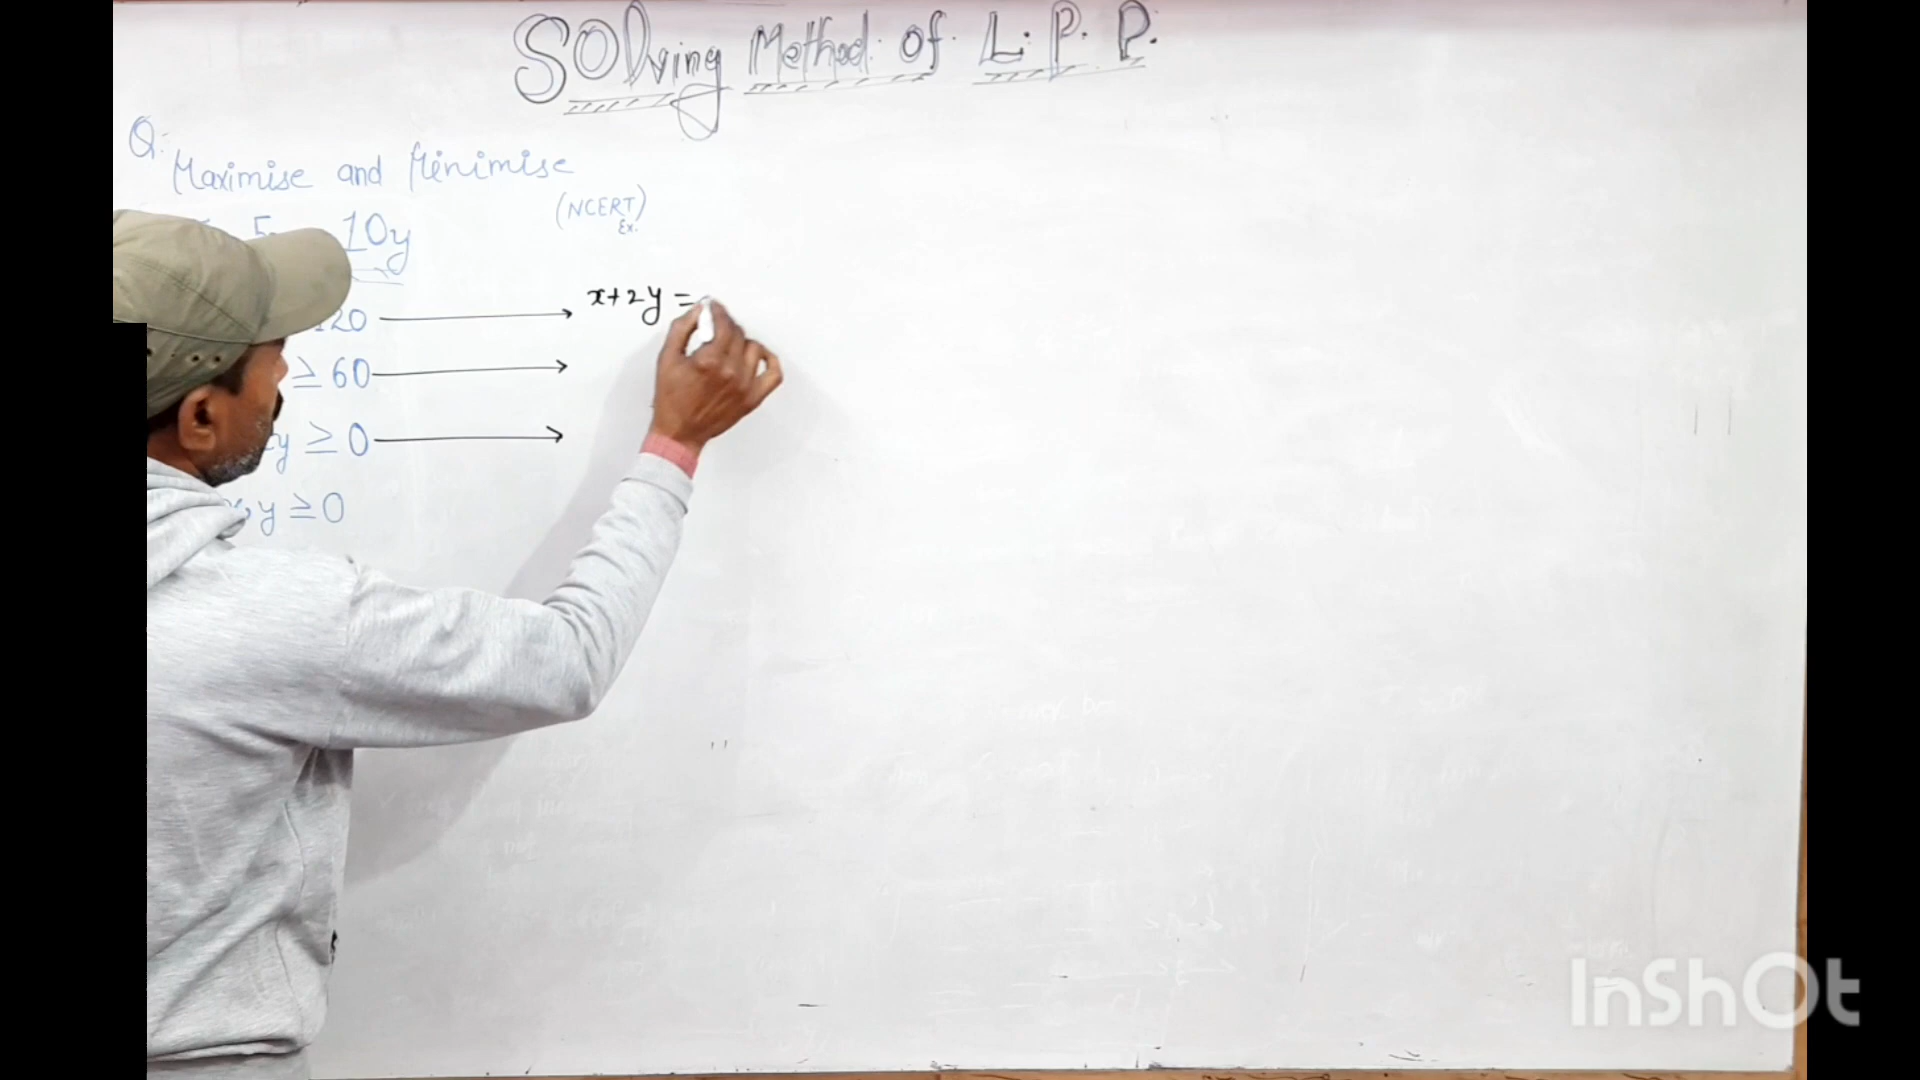 SOLving Method of L.P.P.
Q:
Maximise and Minimise
(NCERT)
Ex.
10y
120
x+2y =
≥ 60
y ≥ 0
y ≥ 0
InShOt